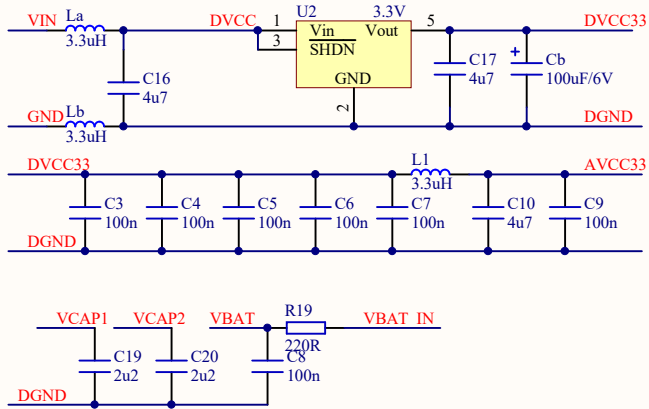 VIN La DVCC U2 3.3V DVCC33
3.3uH 1 Vin Vout 5
3 SHDN
C16 4u7
GND 2
C17 4u7
+ Cb 100uF/6V
GND Lb DGND
3.3uH
DVCC33 L1 AVCC33
3.3uH
C3 C4 C5 C6 C7 C10 C9
100n 100n 100n 100n 100n 4u7 100n
DGND
VCAP1 VCAP2 VBAT R19 VBAT_IN
220R
C19 C20 C8
2u2 2u2 100n
DGND